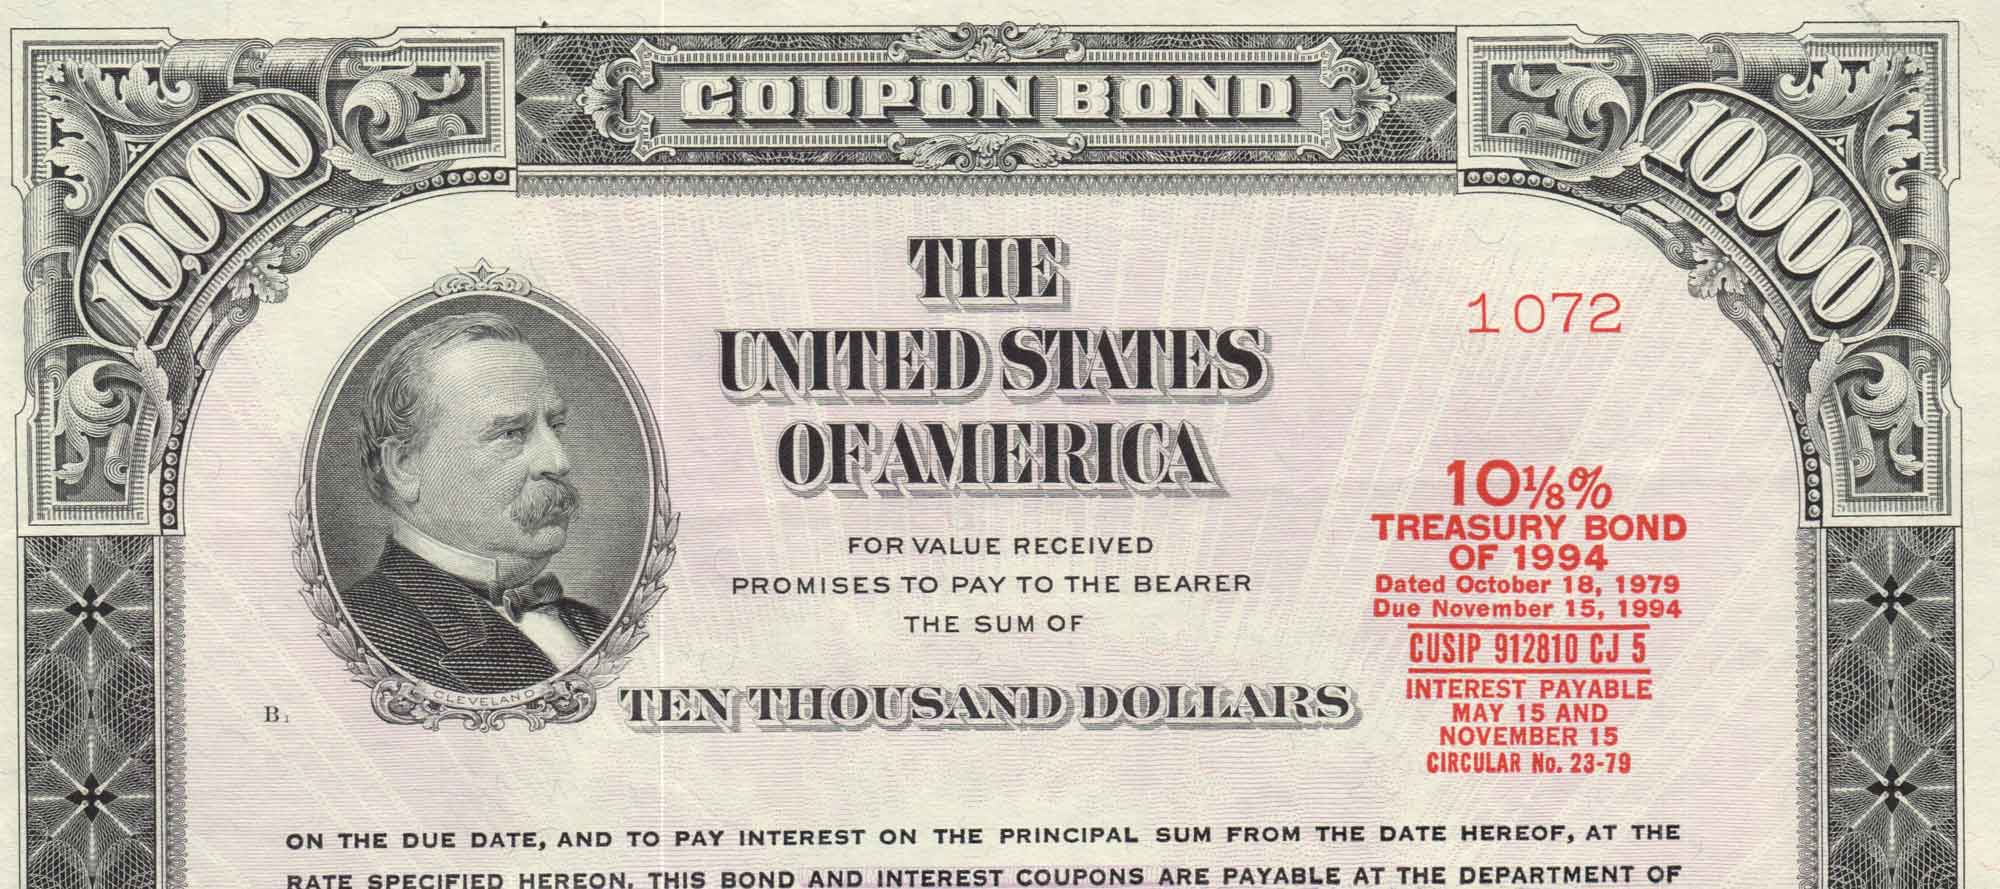 COUPON BOND
10,000
10,000
THE
UNITED STATES
OF AMERICA
1072
FOR VALUE RECEIVED
PROMISES TO PAY TO THE BEARER
THE SUM OF
TEN THOUSAND DOLLARS
CLEVELAND
B1
10⅛%
TREASURY BOND
OF 1994
Dated October 18, 1979
Due November 15, 1994
CUSIP 912810 CJ 5
INTEREST PAYABLE
MAY 15 AND
NOVEMBER 15
CIRCULAR No. 23-79
ON THE DUE DATE, AND TO PAY INTEREST ON THE PRINCIPAL SUM FROM THE DATE HEREOF, AT THE
RATE SPECIFIED HEREON. THIS BOND AND INTEREST COUPONS ARE PAYABLE AT THE DEPARTMENT OF